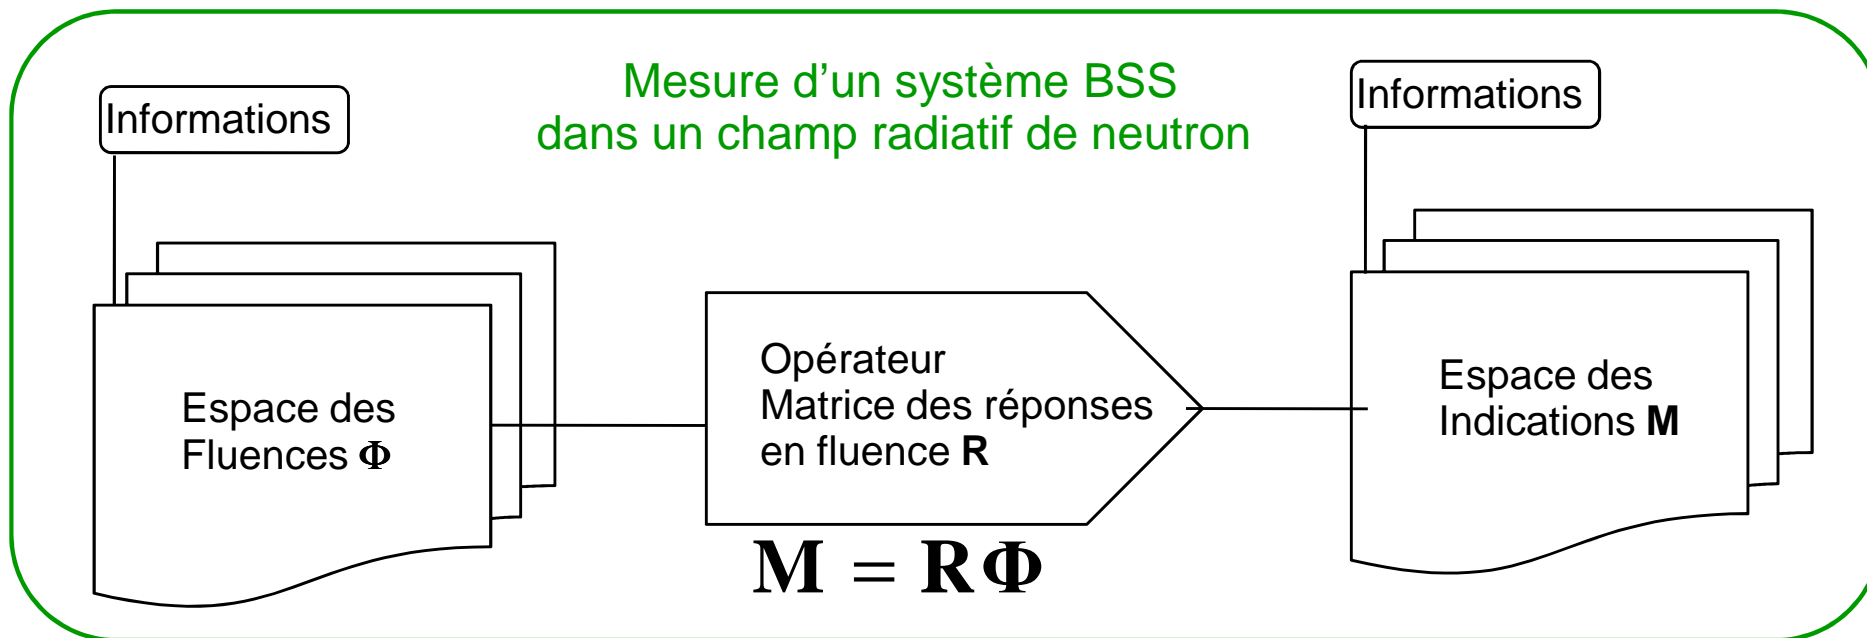 Mesure d'un système BSS
dans un champ radiatif de neutron
Informations
Informations
Espace des
Fluences Φ
Opérateur
Matrice des réponses
en fluence R
Espace des
Indications M
M = RΦ